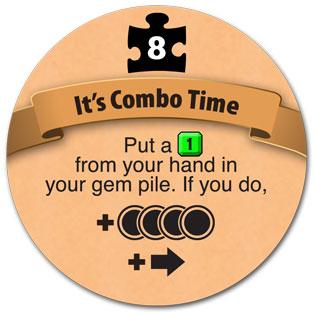 8
It's Combo Time
Put a 1
from your hand in
your gem pile. If you do,
+
+